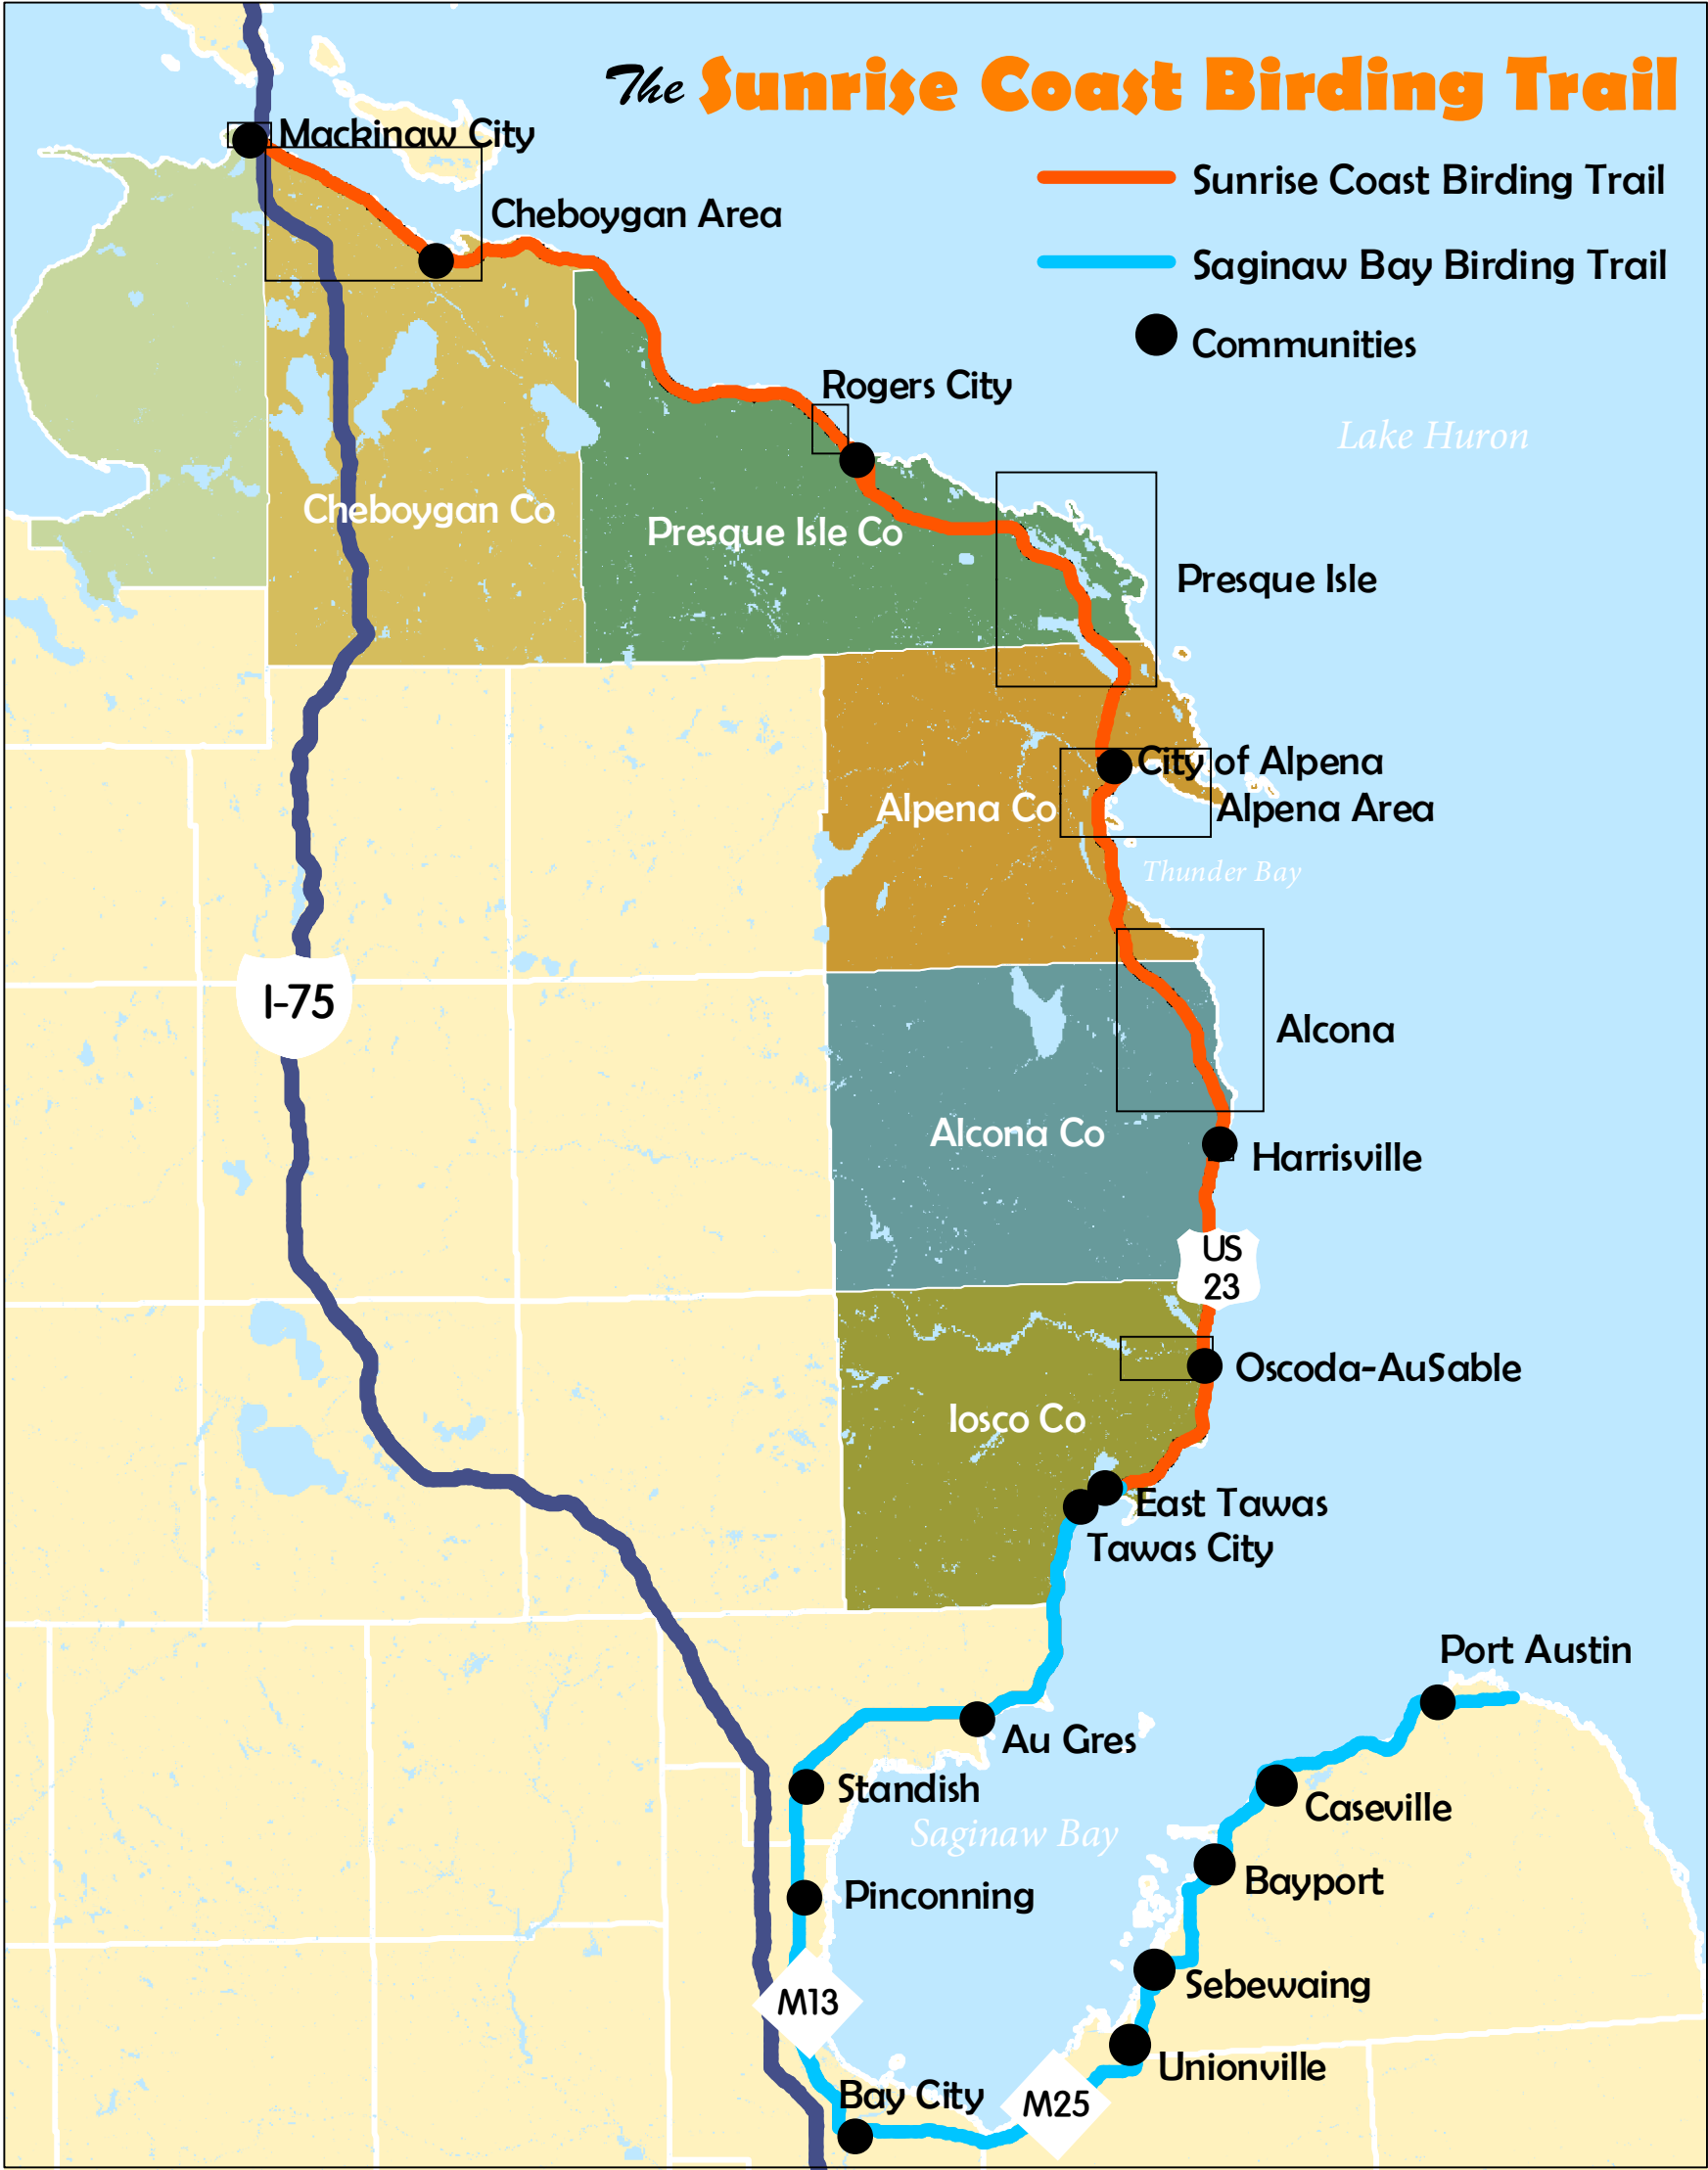 The Sunrise Coast Birding Trail
Mackinaw City
Sunrise Coast Birding Trail
Cheboygan Area
Saginaw Bay Birding Trail
Communities
Rogers City
Lake Huron
Cheboygan Co
Presque Isle Co
Presque Isle
City of Alpena
Alpena Co
Alpena Area
Thunder Bay
I-75
Alcona
Alcona Co
Harrisville
US
23
Oscoda-AuSable
Iosco Co
East Tawas
Tawas City
Port Austin
Au Gres
Standish
Caseville
Saginaw Bay
Bayport
Pinconning
Sebewaing
M13
Unionville
Bay City
M25